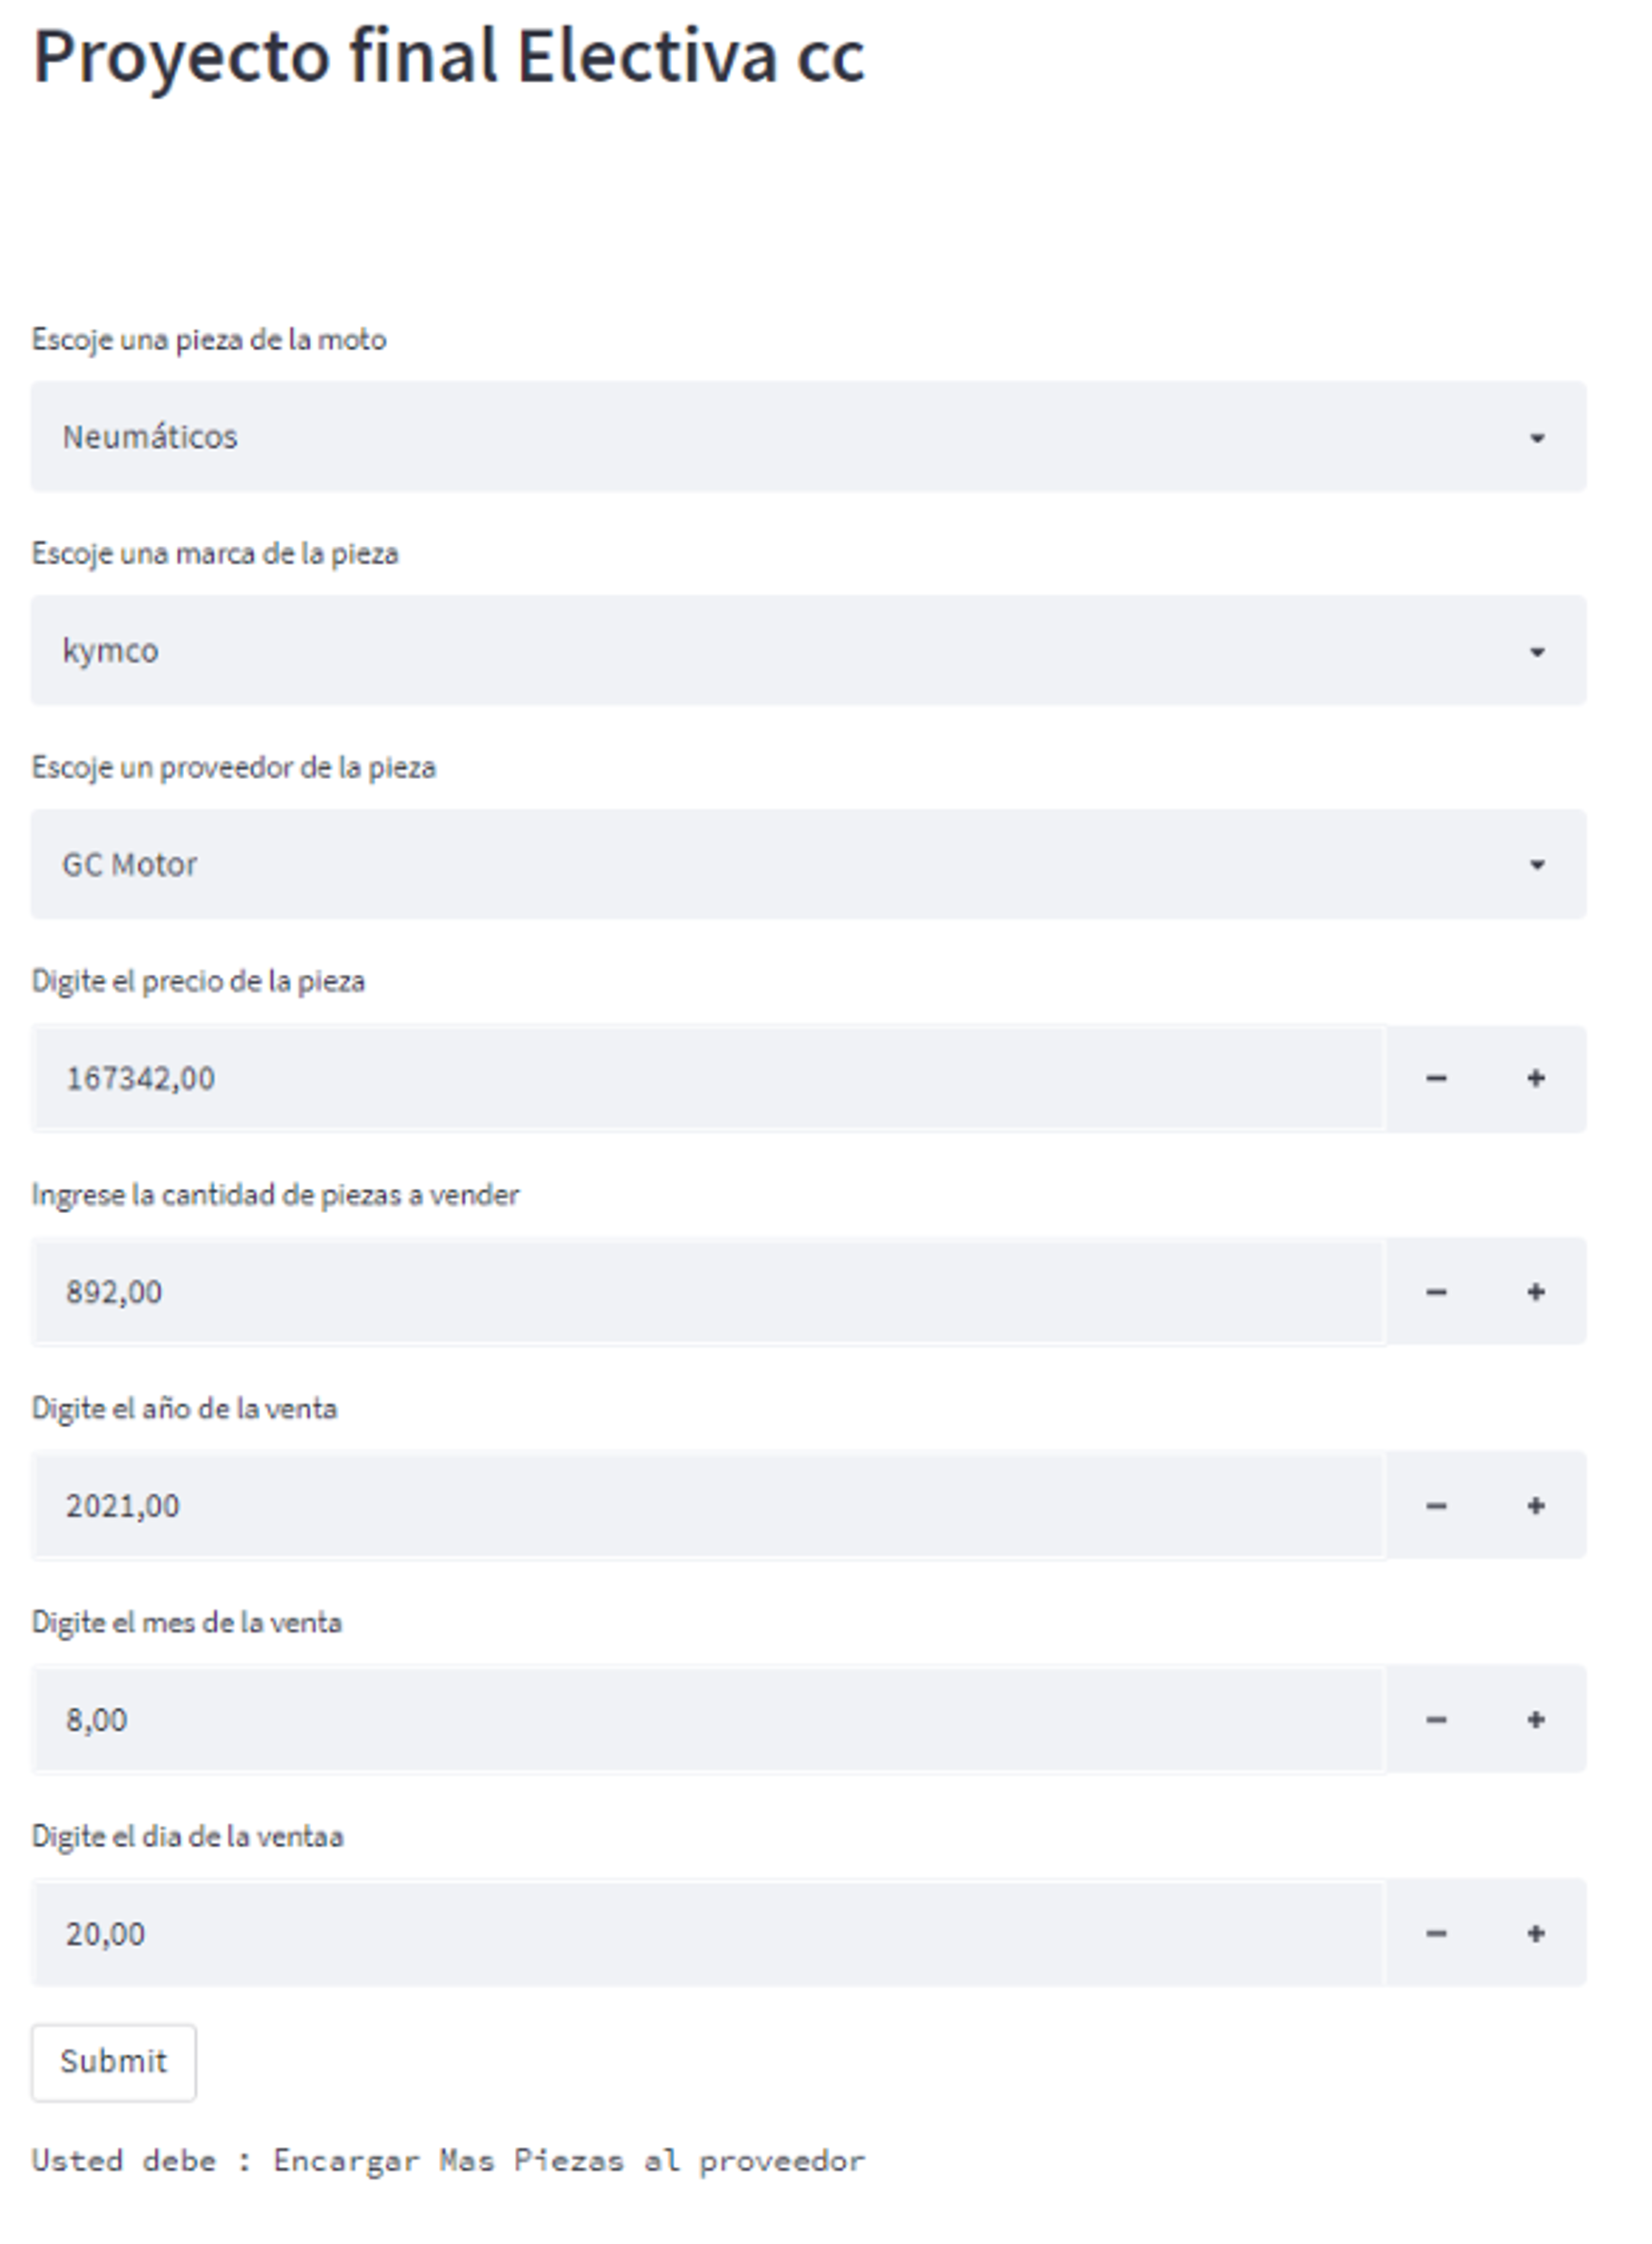 Proyecto final Electiva cc
Escoje una pieza de la moto
Neumáticos
Escoje una marca de la pieza
kymco
Escoje un proveedor de la pieza
GC Motor
Digite el precio de la pieza
167342,00
Ingrese la cantidad de piezas a vender
892,00
Digite el año de la venta
2021,00
Digite el mes de la venta
8,00
Digite el dia de la ventaa
20,00
Submit
Usted debe : Encargar Mas Piezas al proveedor